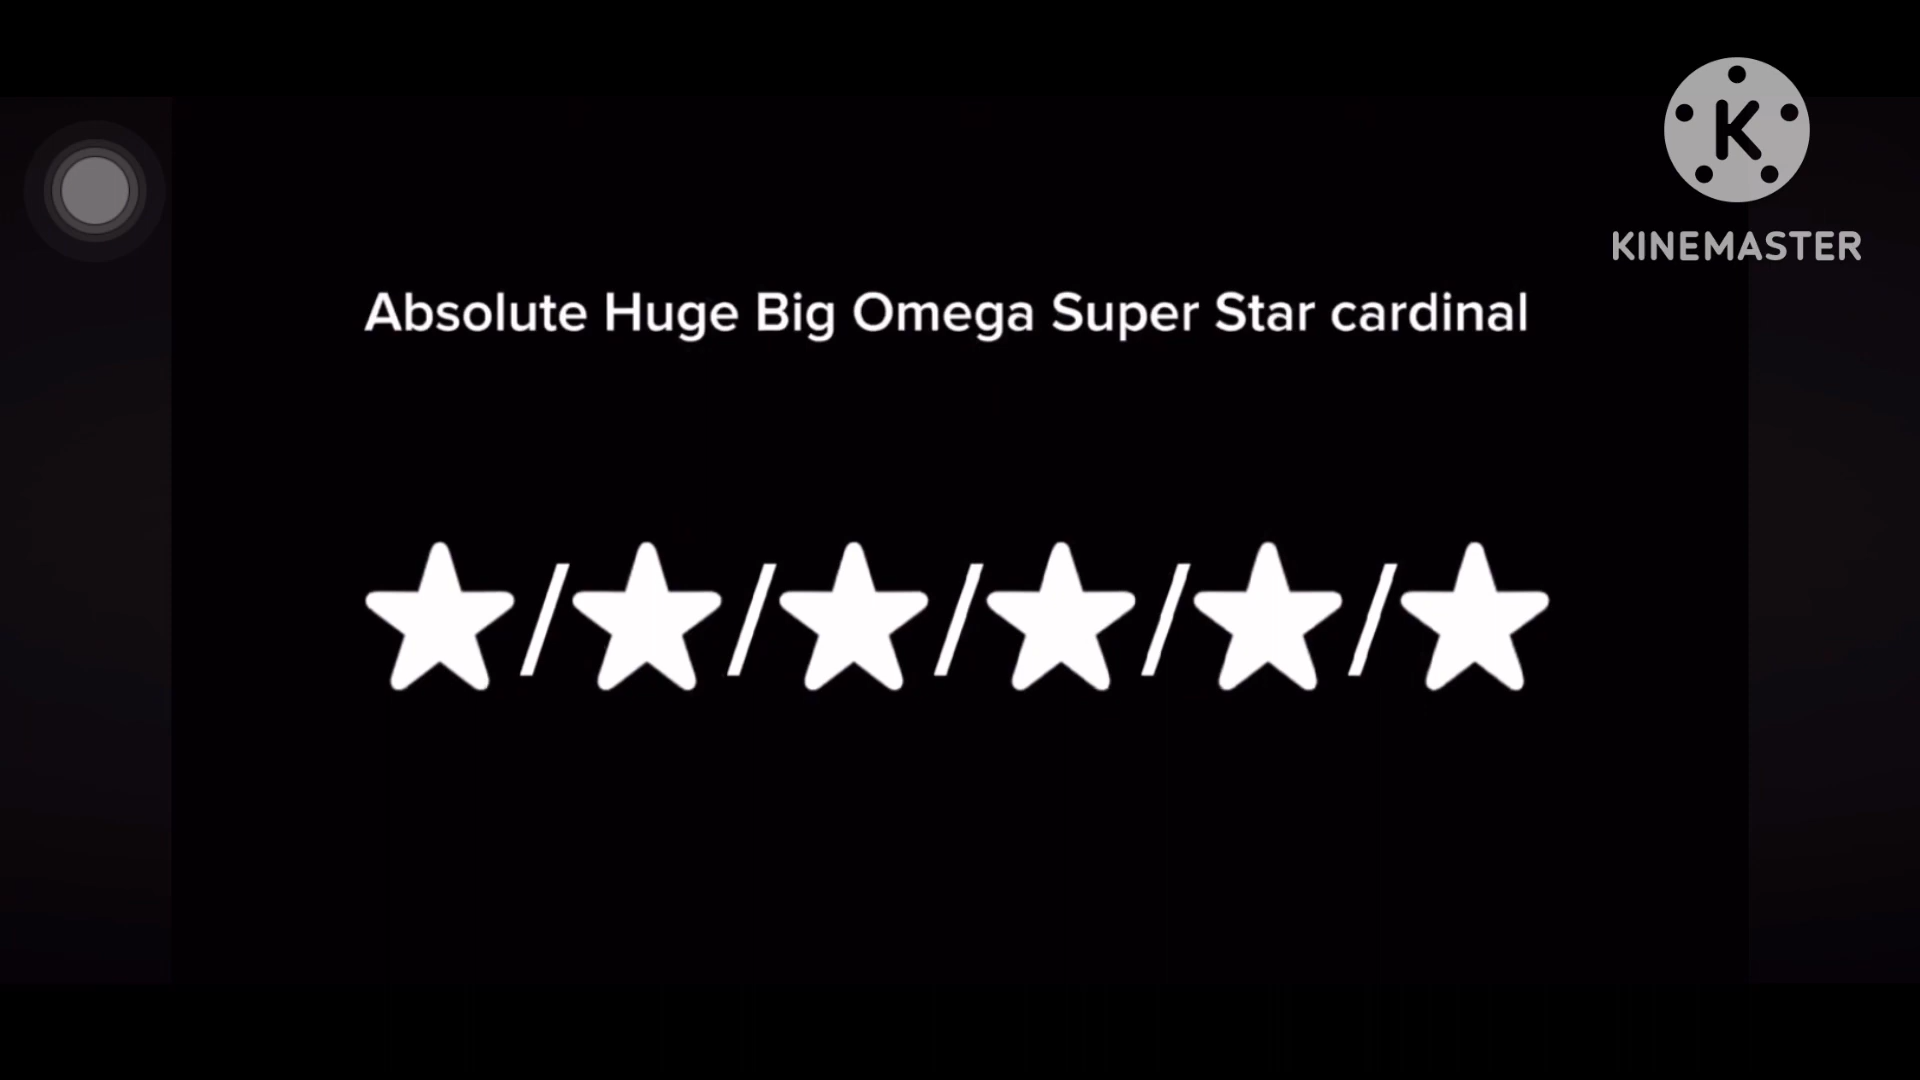 K
KINEMASTER
Absolute Huge Big Omega Super Star cardinal
★/★/★/★/★/★